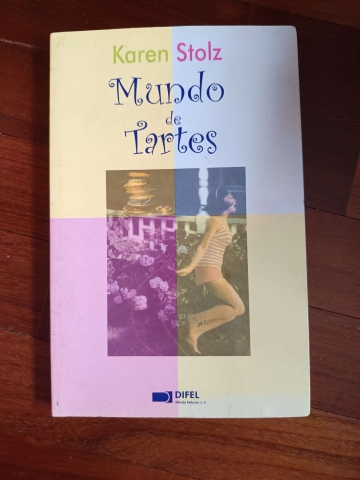 Karen Stolz
Mundo
de
Tartes
DIFEL